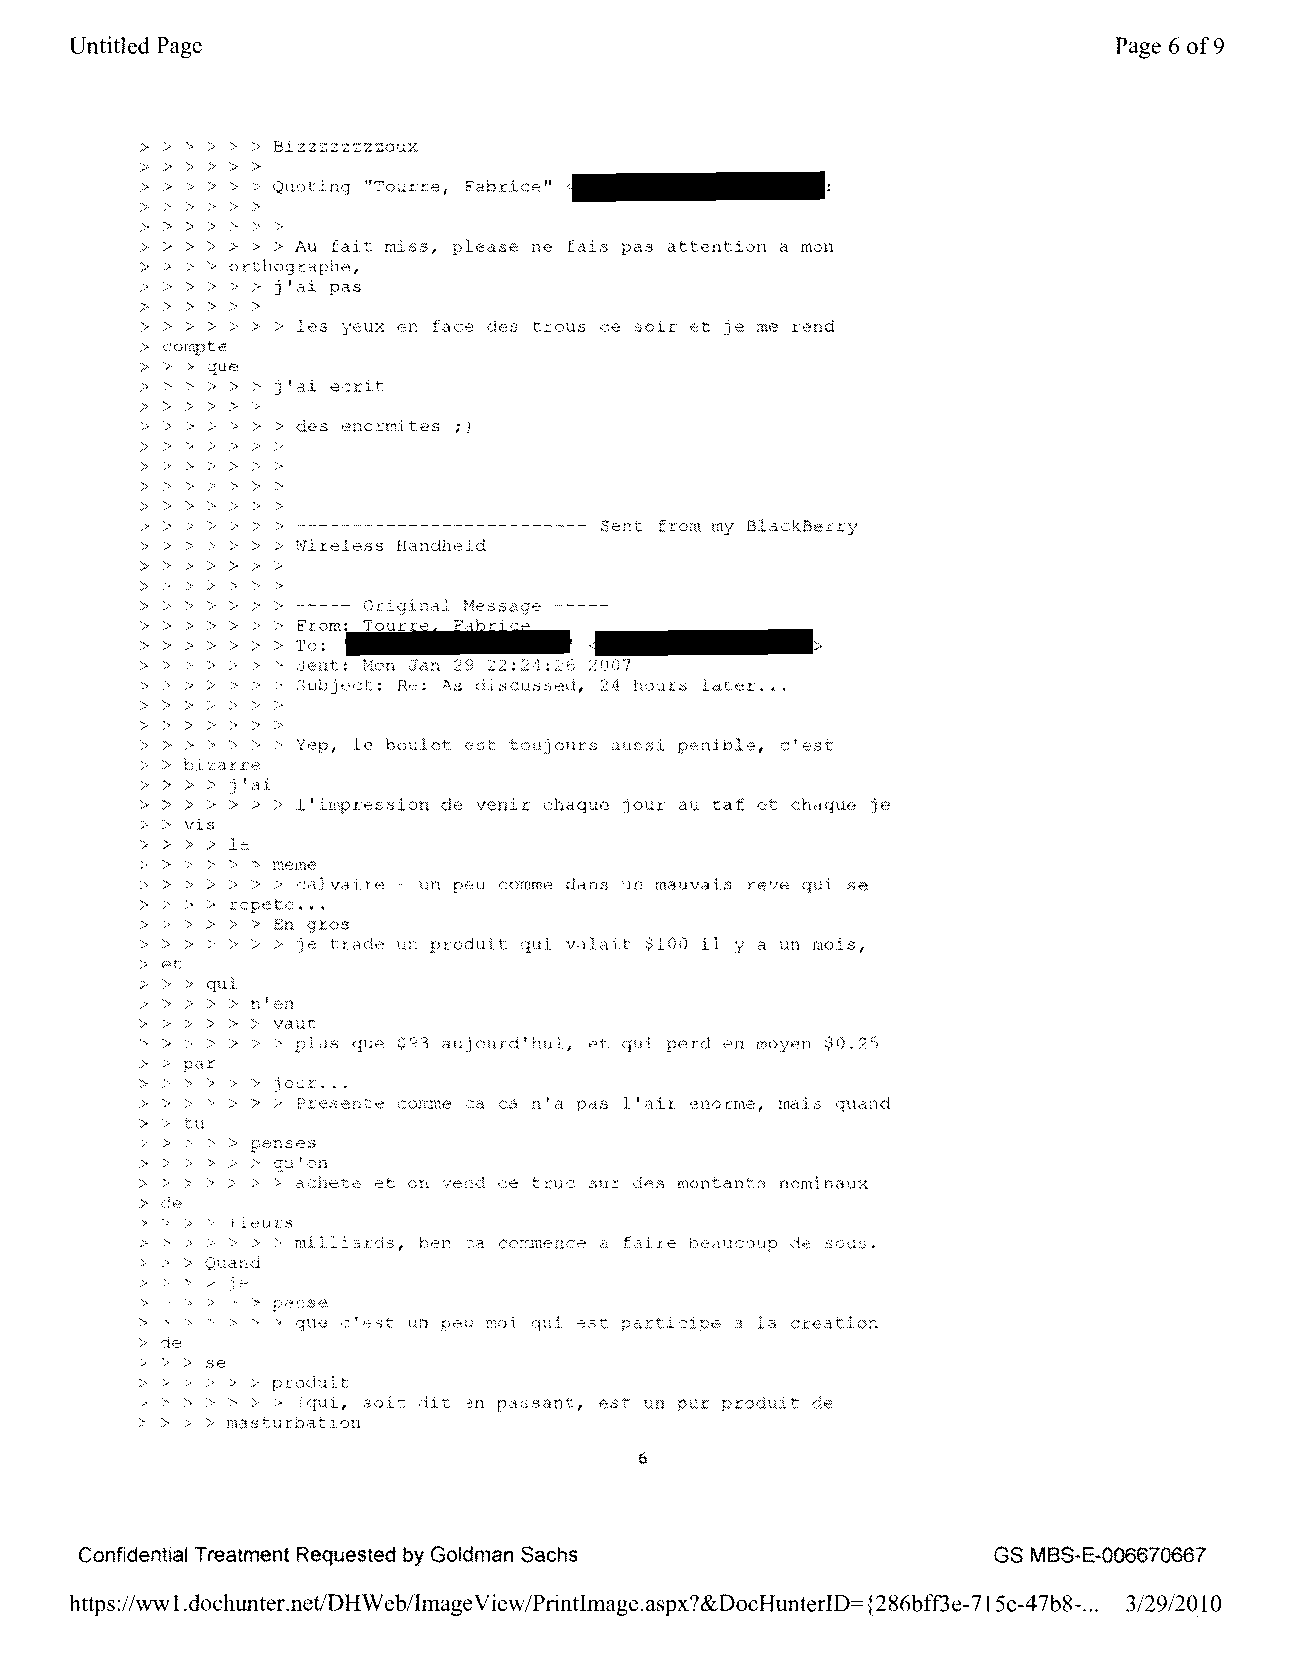 Untitled Page
Page 6 of 9
> > > > > > Bizzzzzzzzoux
> > > > > >
> > > > > > Quoting "Tourre, Fabrice" < :
> > > > > >
> > > > > > >
> > > > > > > Au fait miss, please ne fais pas attention a mon
> > > > orthographe,
> > > > > > j'ai pas
> > > > > >
> > > > > > > les yeux en face des trous ce soir et je me rend
> compte
> > > que
> > > > > > j'ai ecrit
> > > > > >
> > > > > > > des enormites ;)
> > > > > > >
> > > > > > >
> > > > > > >
> > > > > > >
> > > > > > > -------------------------- Sent from my BlackBerry
> > > > > > > Wireless Handheld
> > > > > > >
> > > > > > >
> > > > > > > ----- Original Message -----
> > > > > > > From: Tourre, Fabrice
> > > > > > > To: ' ' < >
> > > > > > > Sent: Mon Jan 29 22:24:26 2007
> > > > > > > Subject: Re: As discussed, 24 hours later...
> > > > > > >
> > > > > > >
> > > > > > > Yep, le boulot est toujours aussi penible, c'est
> > bizarre
> > > > j'ai
> > > > > > > l'impression de venir chaque jour au taf et chaque je
> > vis
> > > > le
> > > > > > meme
> > > > > > > calvaire - un peu comme dans un mauvais reve qui se
> > > > repete...
> > > > > > En gros
> > > > > > > je trade un produit qui valait $100 il y a un mois,
> et
> > > qui
> > > > > n'en
> > > > > > vaut
> > > > > > > plus que $93 aujourd'hui, et qui perd en moyen $0.25
> > par
> > > > > > jour...
> > > > > > > Presente comme ca ca n'a pas l'air enorme, mais quand
> > tu
> > > > > penses
> > > > > > qu'on
> > > > > > > achete et on vend ce truc sur des montants nominaux
> de
> > > > plusieurs
> > > > > > > milliards, ben ca commence a faire beaucoup de sous.
> > > Quand
> > > > > je
> > > > > > pense
> > > > > > > que c'est un peu moi qui est participe a la creation
> de
> > > se
> > > > > > produit
> > > > > > > (qui, soit dit en passant, est un pur produit de
> > > > masturbation
6
Confidential Treatment Requested by Goldman Sachs
GS MBS-E-006670667
https://ww1.dochunter.net/DHWeb/ImageView/PrintImage.aspx?&DocHunterID={286bff3e-715c-47b8-...
3/29/2010